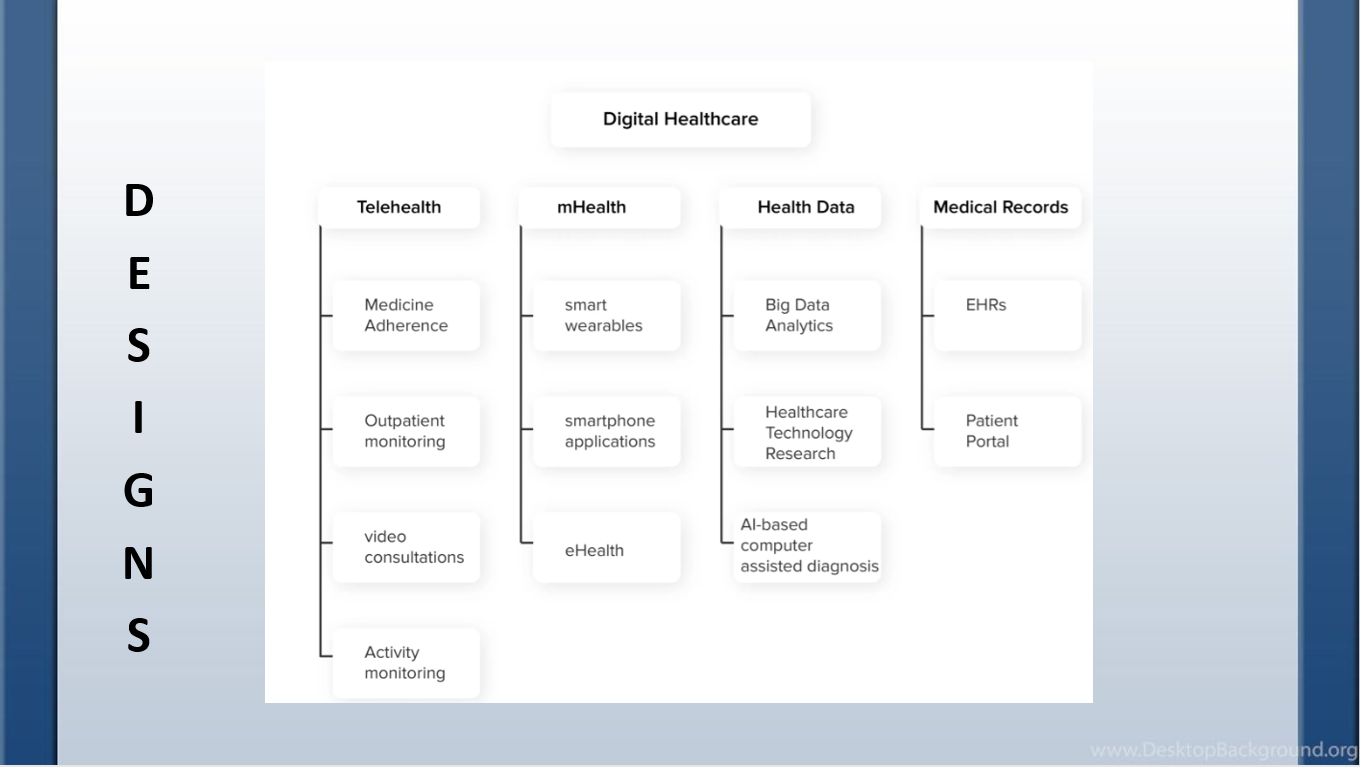 D
E
S
I
G
N
S
Digital Healthcare
Telehealth
Medicine
Adherence
Outpatient
monitoring
video
consultations
Activity
monitoring
mHealth
smart
wearables
smartphone
applications
eHealth
Health Data
Big Data
Analytics
Healthcare
Technology
Research
AI-based
computer
assisted diagnosis
Medical Records
EHRs
Patient
Portal
www.DesktopBackground.org